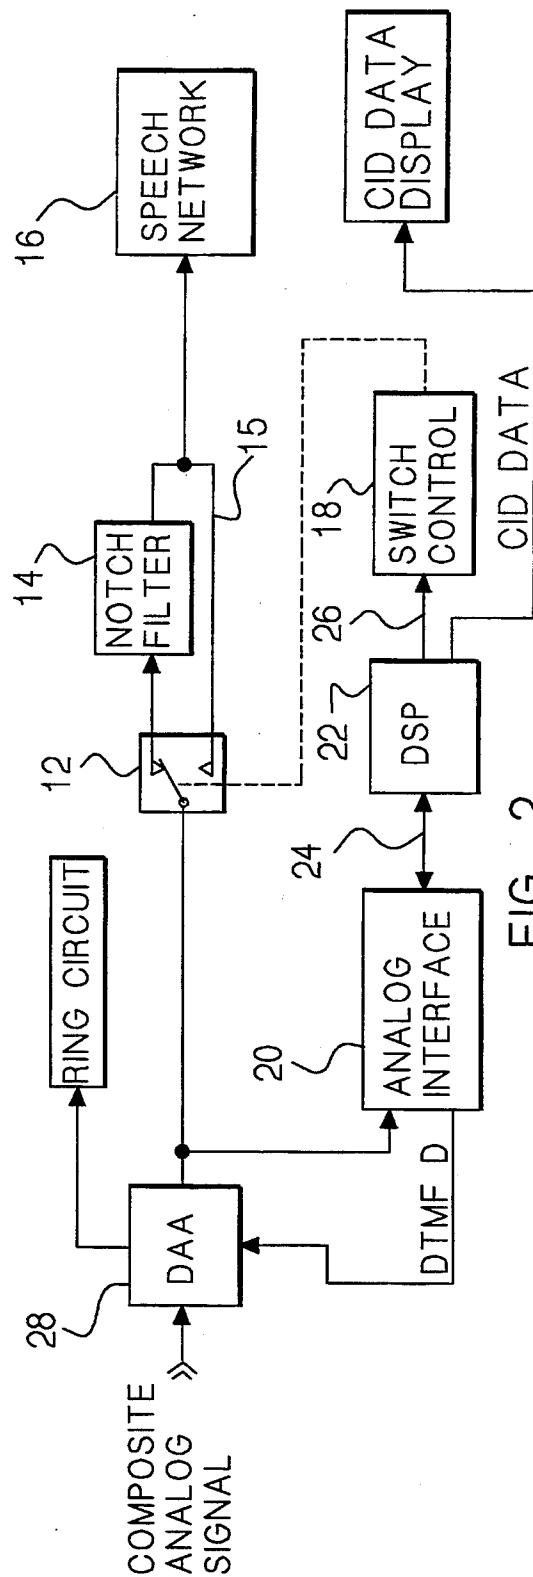 COMPOSITE
ANALOG
SIGNAL
28
DAA
RING CIRCUIT
12
14
NOTCH
FILTER
15
16
SPEECH
NETWORK
DTMF D
20
ANALOG
INTERFACE
24
22
DSP
26
18
SWITCH
CONTROL
CID DATA
CID DATA
DISPLAY
FIG 2